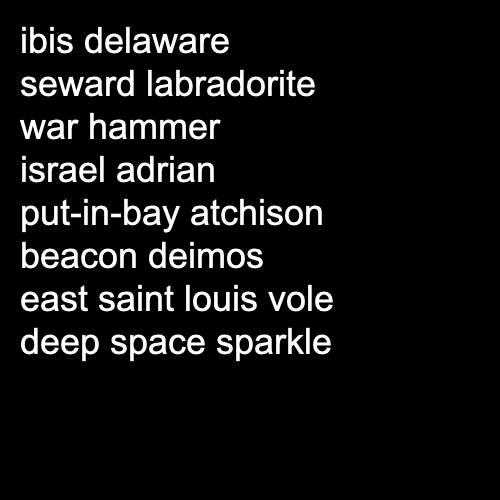 ibis delaware
seward labradorite
war hammer
israel adrian
put-in-bay atchison
beacon deimos
east saint louis vole
deep space sparkle